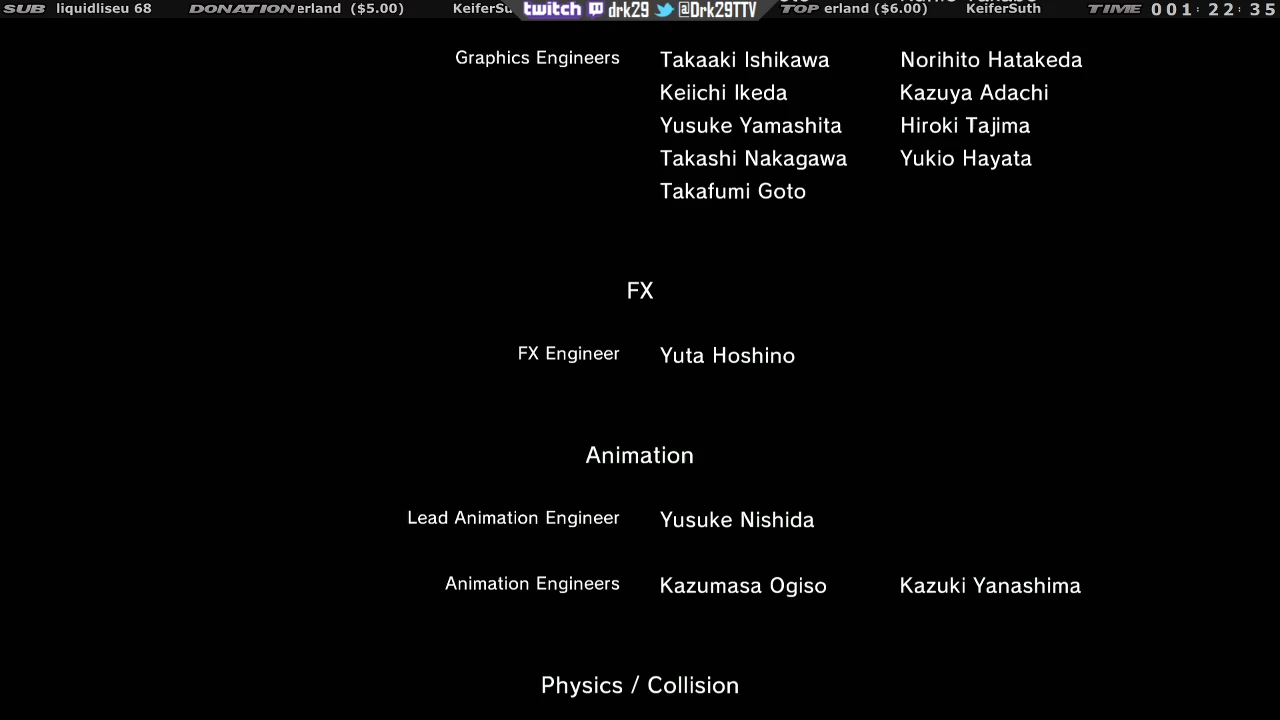 SUB liquidliseu 68 DONATION erland ($5.00) KeiferSu twitch drk29 @Drk29TTV TOP erland ($6.00) KeiferSuth TIME 001:22:35
Graphics Engineers Takaaki Ishikawa Norihito Hatakeda
Keiichi Ikeda Kazuya Adachi
Yusuke Yamashita Hiroki Tajima
Takashi Nakagawa Yukio Hayata
Takafumi Goto
FX
FX Engineer Yuta Hoshino
Animation
Lead Animation Engineer Yusuke Nishida
Animation Engineers Kazumasa Ogiso Kazuki Yanashima
Physics / Collision